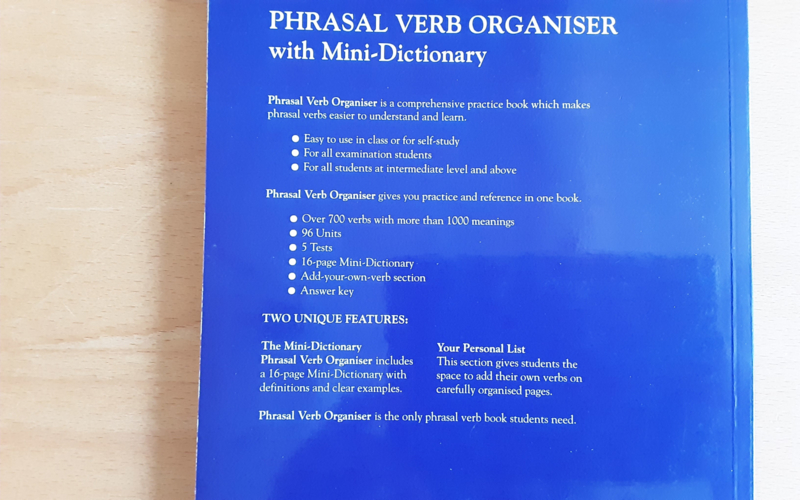 PHRASAL VERB ORGANISER
with Mini-Dictionary
Phrasal Verb Organiser is a comprehensive practice book which makes
phrasal verbs easier to understand and learn.
● Easy to use in class or for self-study
● For all examination students
● For all students at intermediate level and above
Phrasal Verb Organiser gives you practice and reference in one book.
● Over 700 verbs with more than 1000 meanings
● 96 Units
● 5 Tests
● 16-page Mini-Dictionary
● Add-your-own-verb section
● Answer key
TWO UNIQUE FEATURES:
The Mini-Dictionary
Phrasal Verb Organiser includes
a 16-page Mini-Dictionary with
definitions and clear examples.
Your Personal List
This section gives students the
space to add their own verbs on
carefully organised pages.
Phrasal Verb Organiser is the only phrasal verb book students need.